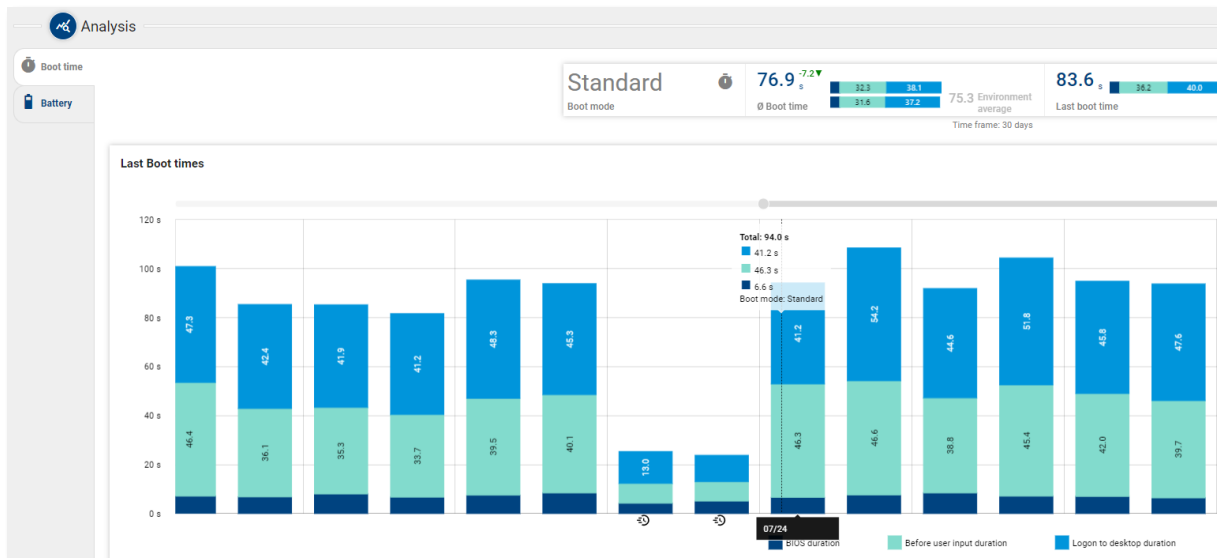 Analysis
Boot time
Battery
Standard
Boot mode
76.9 s -7.2▼
Ø Boot time
32.3 38.1
31.6 37.2
75.3 Environment
average
83.6 s
Last boot time
36.2 40.0
Time frame: 30 days
Last Boot times
120 s
100 s
80 s
60 s
40 s
20 s
0 s
Total: 94.0 s
41.2 s
46.3 s
6.6 s
Boot mode: Standard
47.3 42.4 41.9 41.2 48.3 45.3 13.0 41.2 54.2 44.6 51.8 45.8 47.6
46.4 36.1 35.3 33.7 39.5 40.1 46.3 46.6 38.8 45.4 42.0 39.7
07/24
BIOS duration
Before user input duration
Logon to desktop duration